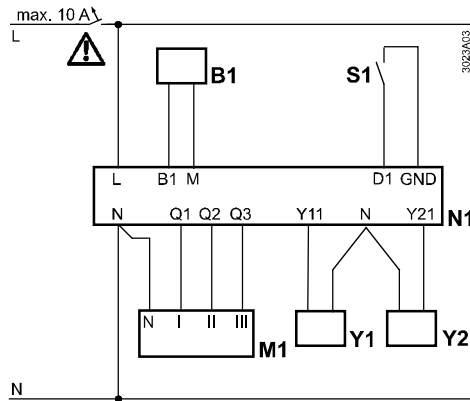 max. 10 A
L
3023A03
B1
S1
L B1 M D1 GND
N Q1 Q2 Q3 Y11 N Y21
N1
N I II III
M1
Y1
Y2
N